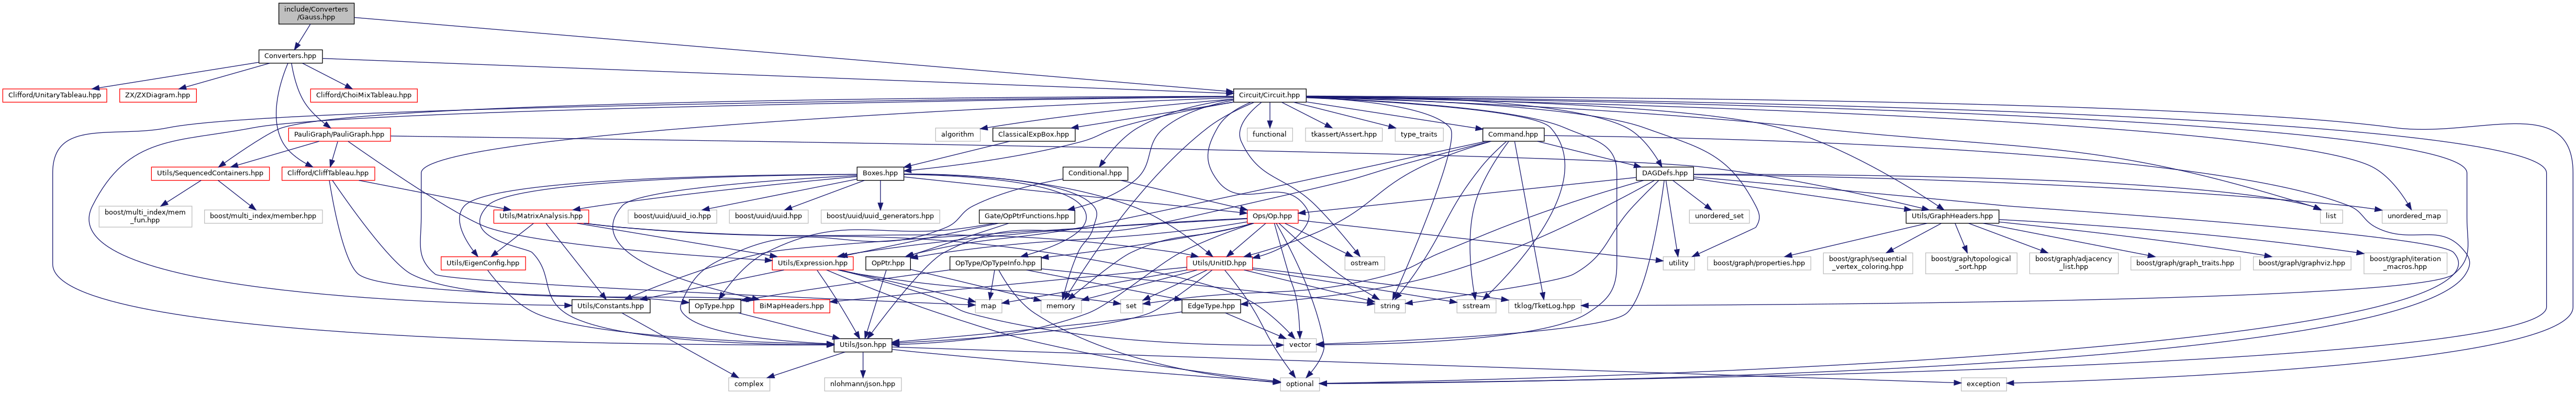 include/Converters
/Gauss.hpp
Converters.hpp
Clifford/UnitaryTableau.hpp
ZX/ZXDiagram.hpp
Clifford/ChoiMixTableau.hpp
Circuit/Circuit.hpp
PauliGraph/PauliGraph.hpp
algorithm
ClassicalExpBox.hpp
functional
tkassert/Assert.hpp
type_traits
Command.hpp
Utils/SequencedContainers.hpp
Clifford/CliffTableau.hpp
Boxes.hpp
Conditional.hpp
DAGDefs.hpp
boost/multi_index/mem
_fun.hpp
boost/multi_index/member.hpp
Utils/MatrixAnalysis.hpp
boost/uuid/uuid_io.hpp
boost/uuid/uuid.hpp
boost/uuid/uuid_generators.hpp
Gate/OpPtrFunctions.hpp
Ops/Op.hpp
unordered_set
Utils/GraphHeaders.hpp
list
unordered_map
Utils/EigenConfig.hpp
Utils/Expression.hpp
OpPtr.hpp
OpType/OpTypeInfo.hpp
Utils/UnitID.hpp
ostream
utility
boost/graph/properties.hpp
boost/graph/sequential
_vertex_coloring.hpp
boost/graph/topological
_sort.hpp
boost/graph/adjacency
_list.hpp
boost/graph/graph_traits.hpp
boost/graph/graphviz.hpp
boost/graph/iteration
_macros.hpp
Utils/Constants.hpp
OpType.hpp
BiMapHeaders.hpp
map
memory
set
EdgeType.hpp
string
sstream
tklog/TketLog.hpp
Utils/Json.hpp
vector
complex
nlohmann/json.hpp
optional
exception